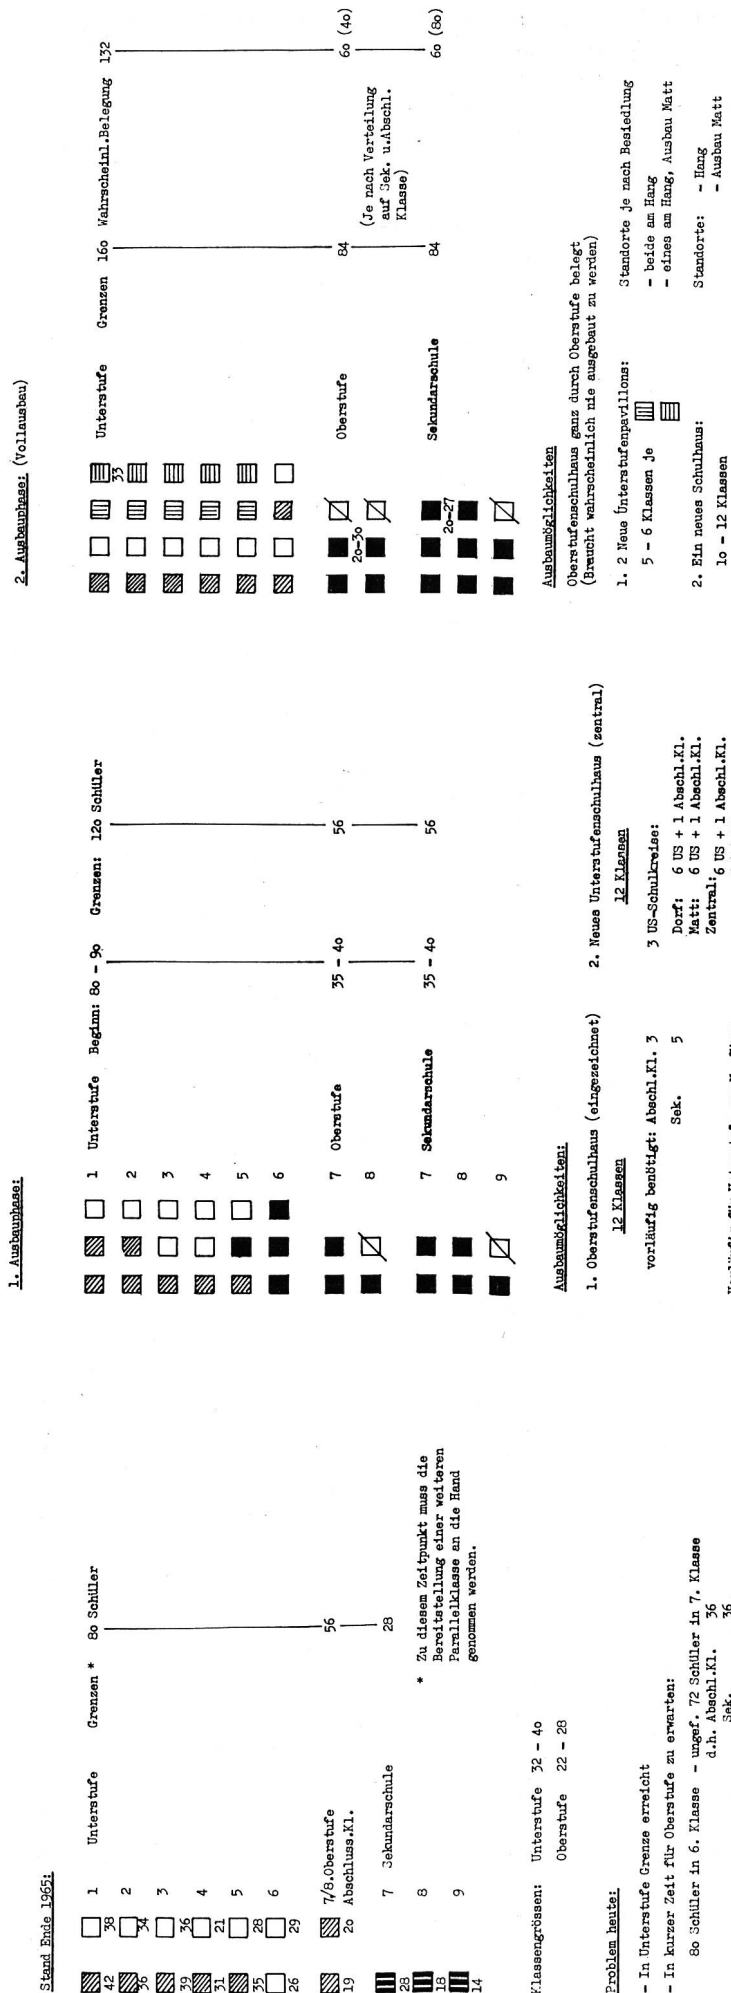 Stand Ende 1965:
Unterstufe Grenzen * 80 Schüler
1 42 38
2 36 34
3 39 36
4 31 21
5 35 28
6 26 29
7/8.Oberstufe 56
Abschluss.Kl.
19 20
7 Sekundarschule 28
28
8
18
9
14
* Zu diesem Zeitpunkt muss die
Bereitstellung einer weiteren
Parallelklasse an die Hand
genommen werden.
Klassengrössen: Unterstufe 32 - 40
Oberstufe 22 - 28
Problem heute:
- In Unterstufe Grenze erreicht
- In kurzer Zeit für Oberstufe zu erwarten:
80 Schüler in 6. Klasse - ungef. 72 Schüler in 7. Klasse
d.h. Abschl.Kl. 36
Sek. 36
1. Ausbauphase:
1 Unterstufe Beginn: 80 - 90 Grenzen: 120 Schüler
2
3
4
5
6
7 Oberstufe 35 - 40 56
8
7 Sekundarschule 35 - 40 56
8
9
Ausbaumöglichkeiten:
1. Oberstufenschulhaus (eingezeichnet)
12 Klassen
vorläufig benötigt: Abschl.Kl. 3
Sek. 5
2. Neues Unterstufenschulhaus (zentral)
12 Klassen
3 US-Schulkreise:
Dorf: 6 US + 1 Abschl.Kl.
Matt: 6 US + 1 Abschl.Kl.
Zentral: 6 US + 1 Abschl.Kl.
2. Ausbauphase: (Vollausbau)
Unterstufe Grenzen 160 Wahrscheinl.Belegung 132
33
Oberstufe 84 60 (40)
20-30
(Je nach Verteilung
auf Sek. u.Abschl.
Klasse)
Sekundarschule 84 60 (80)
20-27
Ausbaumöglichkeiten
Oberstufenschulhaus ganz durch Oberstufe belegt
(Braucht wahrscheinlich nie ausgebaut zu werden)
1. 2 Neue Unterstufenpavillons: Standorte je nach Besiedlung
5 - 6 Klassen je - beide am Hang
- eines am Hang, Ausbau Matt
2. Ein neues Schulhaus: Standorte: - Hang
10 - 12 Klassen - Ausbau Matt